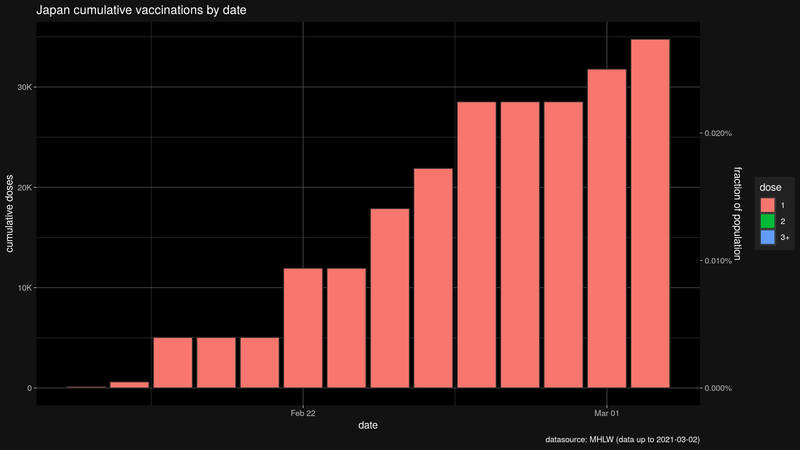 Japan cumulative vaccinations by date
cumulative doses
30K
20K
10K
0
0.020%
0.010%
0.000%
fraction of population
dose
1
2
3+
Feb 22
Mar 01
date
datasource: MHLW (data up to 2021-03-02)